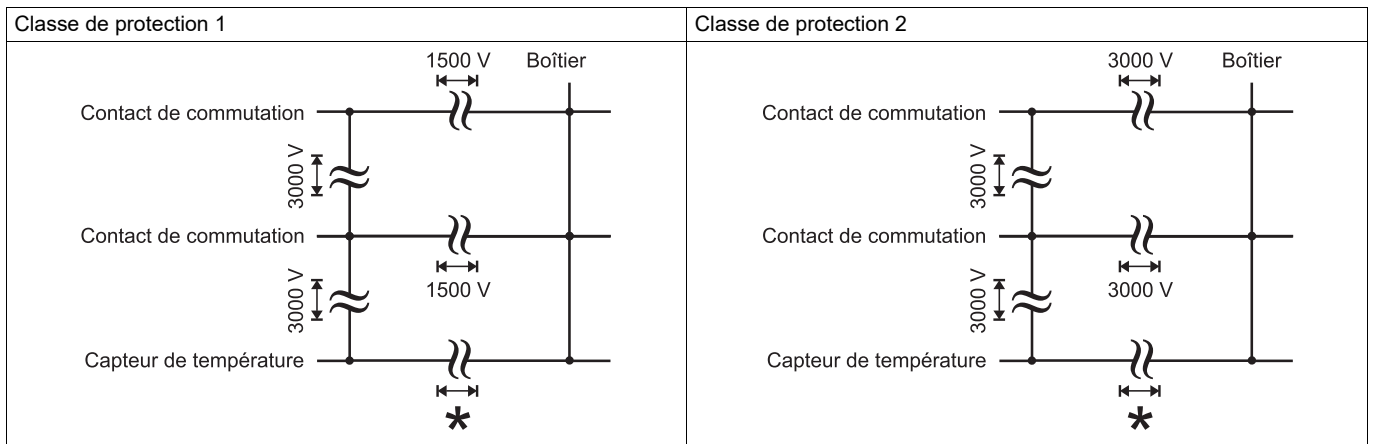 Classe de protection 1
1500 V
Boîtier
Contact de commutation
3000 V
Contact de commutation
1500 V
3000 V
Capteur de température
*
Classe de protection 2
3000 V
Boîtier
Contact de commutation
3000 V
Contact de commutation
3000 V
3000 V
Capteur de température
*